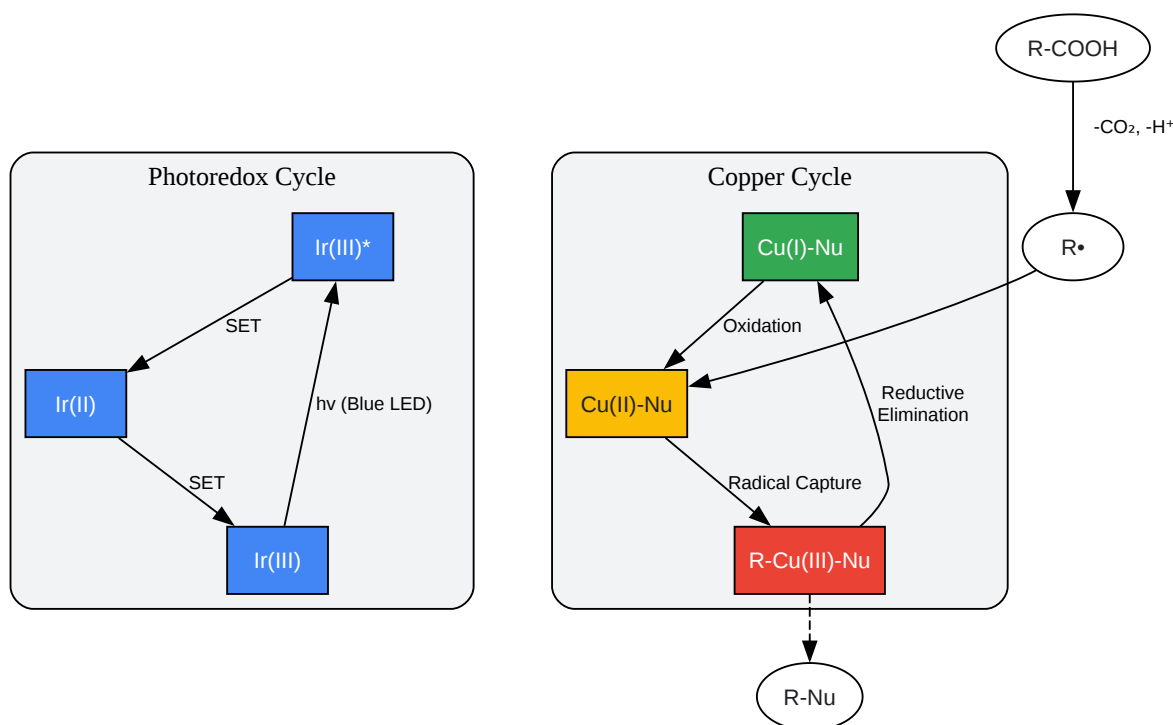 R-COOH
-CO₂, -H⁺
Photoredox Cycle
Copper Cycle
Ir(III)*
Cu(I)-Nu
R•
SET
Oxidation
Ir(II)
hν (Blue LED)
Cu(II)-Nu
Reductive
Elimination
SET
Radical Capture
Ir(III)
R-Cu(III)-Nu
R-Nu